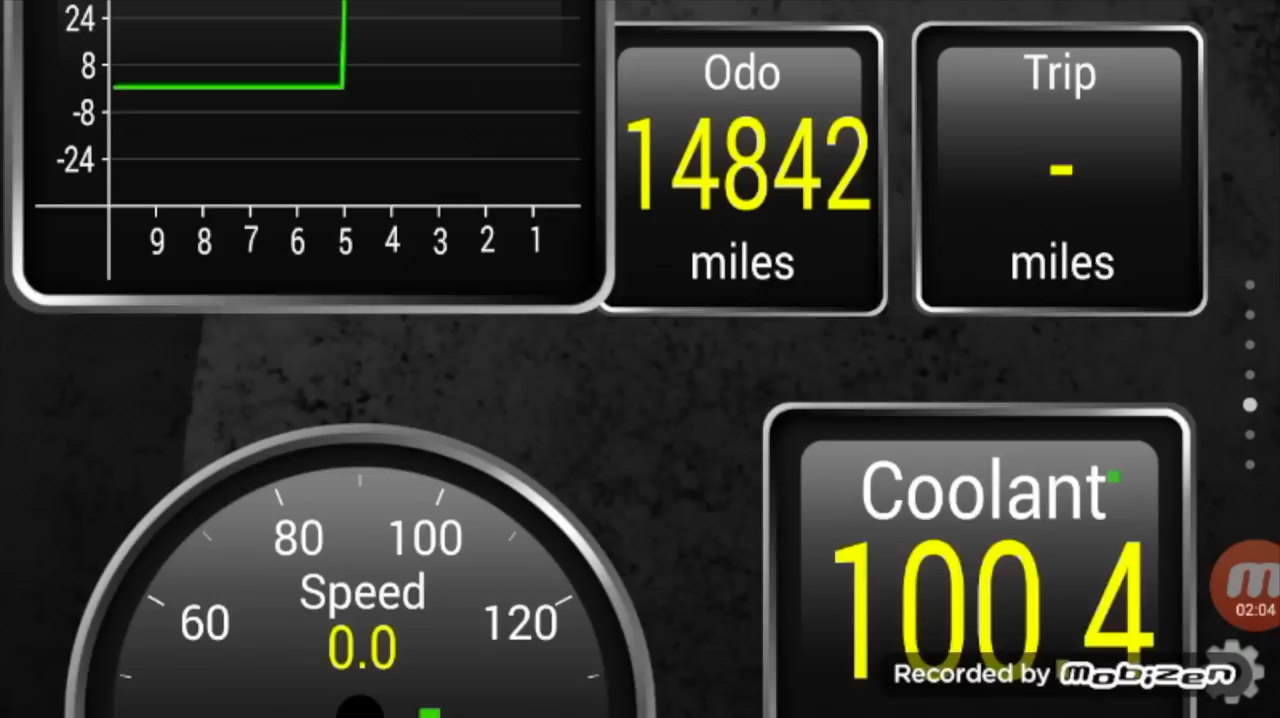 24
8
-8
-24
9 8 7 6 5 4 3 2 1
Odo
14842
miles
Trip
-
miles
80 100
Speed
60 120
0.0
Coolant
100.4
02:04
Recorded by mobizen